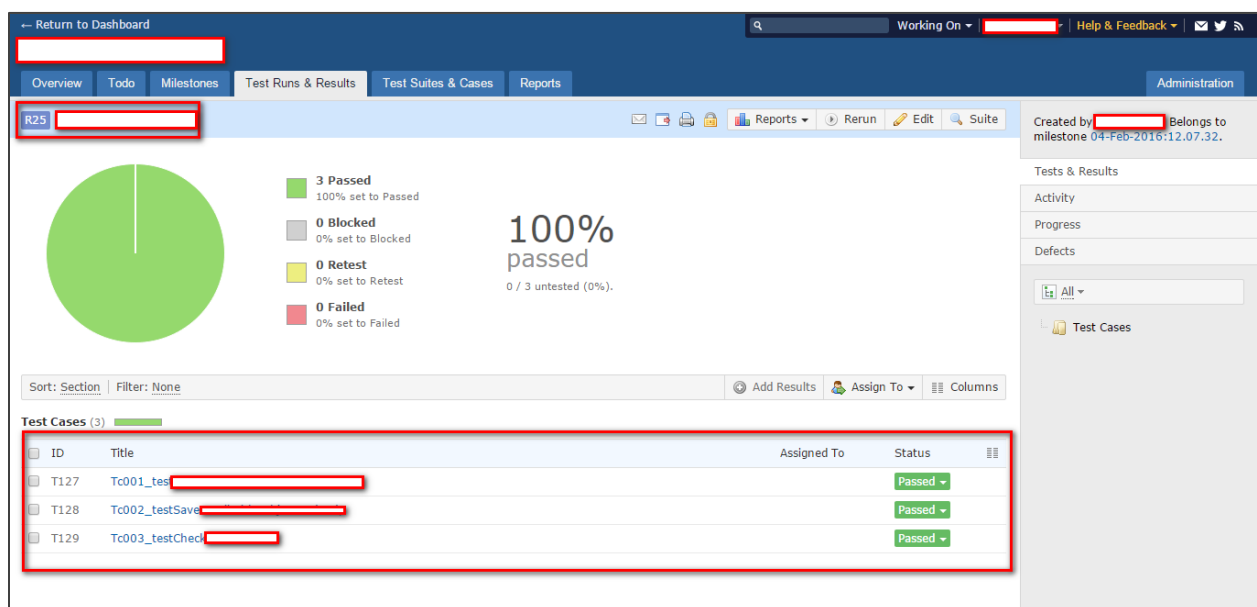 ← Return to Dashboard
Working On
Help & Feedback
Overview Todo Milestones Test Runs & Results Test Suites & Cases Reports Administration
R25
Reports Rerun Edit Suite
3 Passed
100% set to Passed
0 Blocked
0% set to Blocked
0 Retest
0% set to Retest
0 Failed
0% set to Failed
100%
passed
0 / 3 untested (0%).
Sort: Section Filter: None Add Results Assign To Columns
Test Cases (3)
ID Title Assigned To Status
T127 Tc001_test Passed
T128 Tc002_testSave Passed
T129 Tc003_testCheck Passed
Created by Belongs to
milestone 04-Feb-2016:12.07.32.
Tests & Results
Activity
Progress
Defects
All
Test Cases